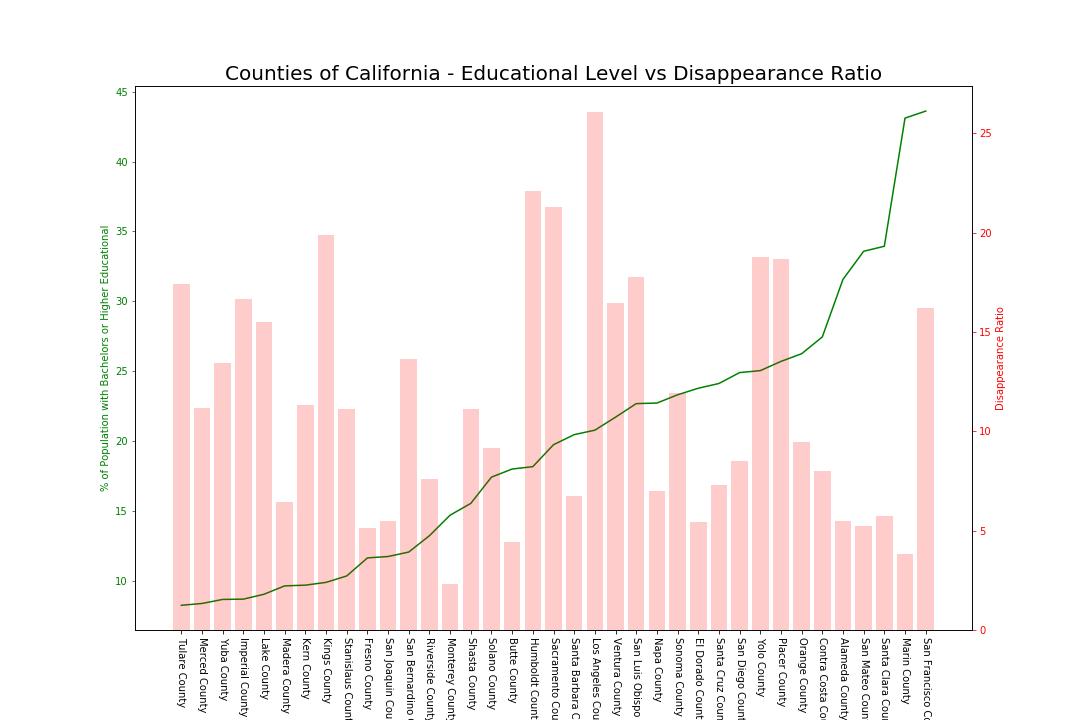 Counties of California - Educational Level vs Disappearance Ratio
% of Population with Bachelors or Higher Educational
45
40
35
30
25
20
15
10
25
20
15
10
5
0
Disappearance Ratio
Tulare County
Merced County
Yuba County
Imperial County
Lake County
Madera County
Kern County
Kings County
Stanislaus Count
Fresno County
San Joaquin Cou
San Bernardino
Riverside County
Monterey County
Shasta County
Solano County
Butte County
Humboldt Count
Sacramento Cou
Santa Barbara C
Los Angeles Cou
Ventura County
San Luis Obispo
Napa County
Sonoma County
El Dorado Count
Santa Cruz Coun
San Diego Count
Yolo County
Placer County
Orange County
Contra Costa Co
Alameda County
San Mateo Coun
Santa Clara Coun
Marin County
San Francisco Co